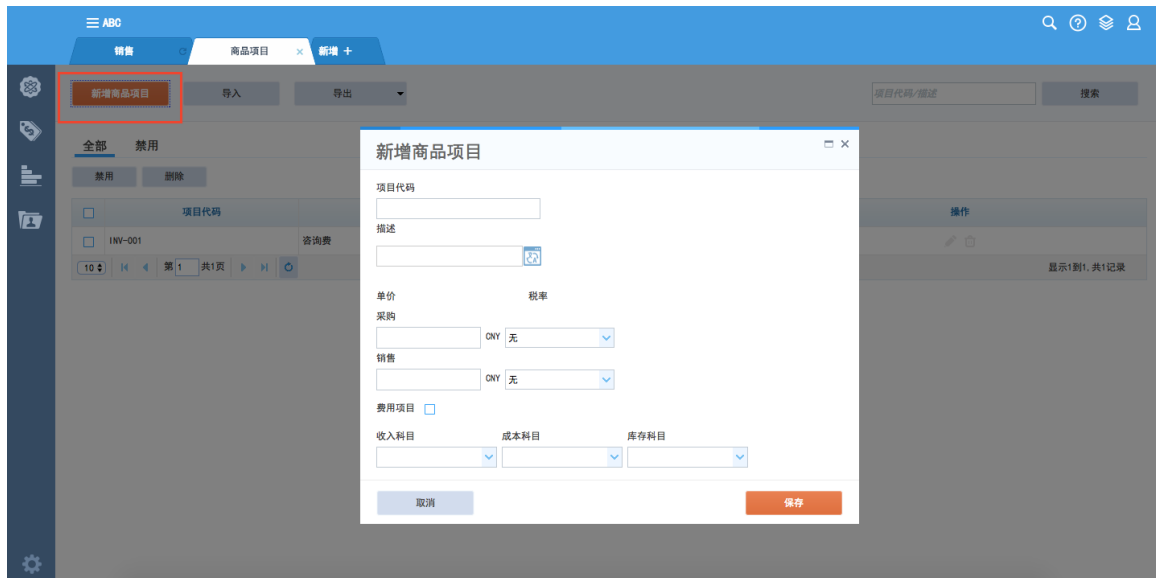 ABC
销售 商品项目 × 新增 +
新增商品项目 导入 导出 项目代码/描述 搜索
全部 禁用
禁用 删除
项目代码 操作
INV-001 咨询费
10 第 1 共1页 显示1到1,共1记录
新增商品项目
项目代码
描述
单价 税率
采购
CNY 无
销售
CNY 无
费用项目
收入科目 成本科目 库存科目
取消 保存